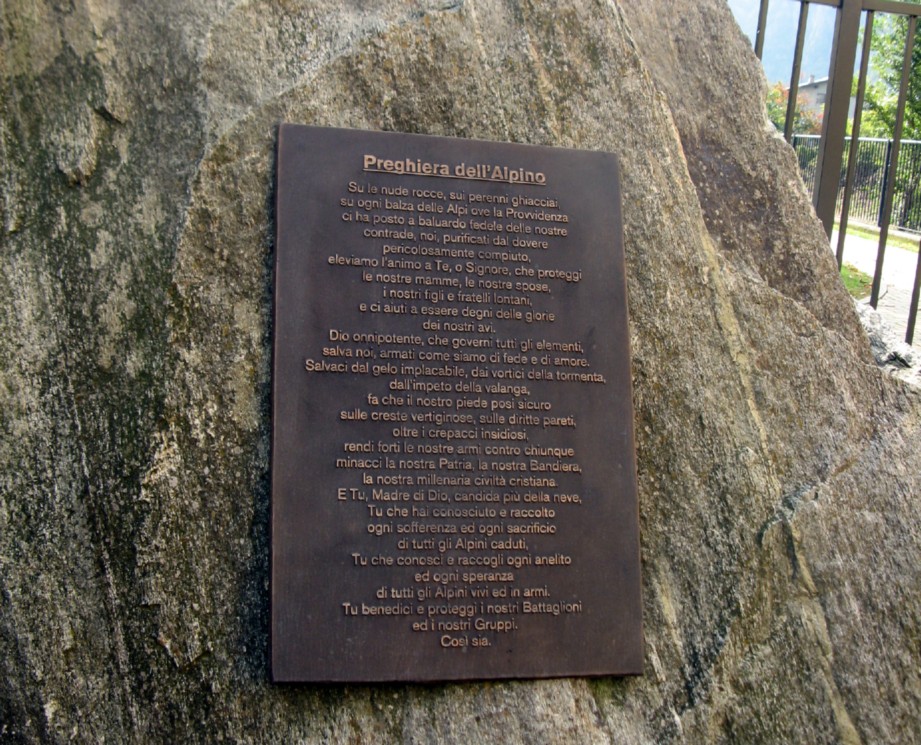 Preghiera dell'Alpino
Su le nude rocce, sui perenni ghiacciai
su ogni balza delle Alpi ove la Provvidenza
ci ha posto a baluardo fedele delle nostre
contrade, noi, purificati dal dovere
pericolosamente compiuto,
eleviamo l'animo a Te, o Signore, che proteggi
le nostre mamme, le nostre spose,
i nostri figli e fratelli lontani,
e ci aiuti a essere degni delle glorie
dei nostri avi.
Dio onnipotente, che governi tutti gli elementi,
salva noi, armati come siamo di fede e di amore.
Salvaci dal gelo implacabile, dai vortici della tormenta,
dall'impeto della valanga,
fa che il nostro piede posi sicuro
sulle creste vertiginose, sulle diritte pareti,
oltre i crepacci insidiosi,
rendi forti le nostre armi contro chiunque
minacci la nostra Patria, la nostra Bandiera,
la nostra millenaria civiltà cristiana.
E Tu, Madre di Dio, candida più della neve,
Tu che hai conosciuto e raccolto
ogni sofferenza ed ogni sacrificio
di tutti gli Alpini caduti,
Tu che conosci e raccogli ogni anelito
ed ogni speranza
di tutti gli Alpini vivi ed in armi.
Tu benedici e proteggi i nostri Battaglioni
ed i nostri Gruppi.
Così sia.